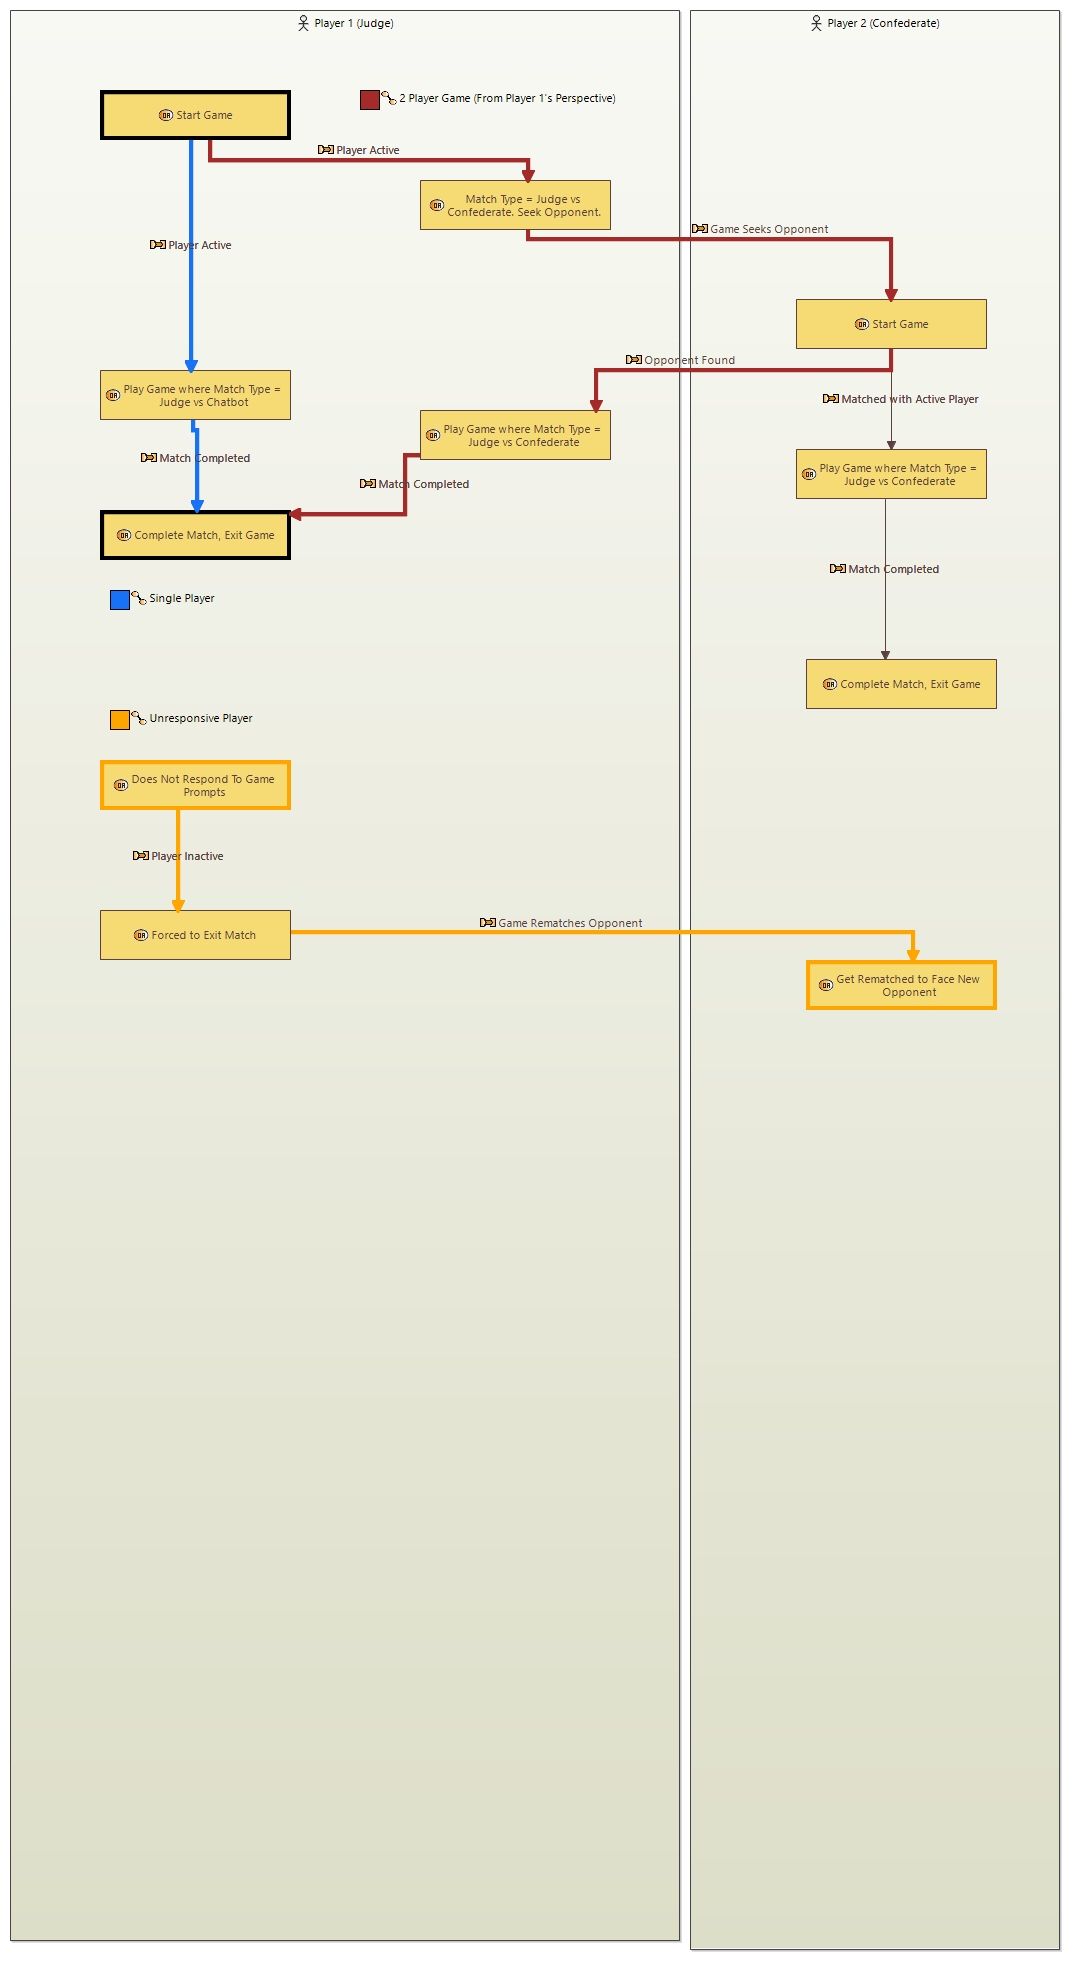 Player 1 (Judge)
Player 2 (Confederate)
Start Game
2 Player Game (From Player 1's Perspective)
Player Active
Match Type = Judge vs
Confederate. Seek Opponent.
Game Seeks Opponent
Player Active
Start Game
Opponent Found
Play Game where Match Type =
Judge vs Chatbot
Matched with Active Player
Play Game where Match Type =
Judge vs Confederate
Match Completed
Play Game where Match Type =
Judge vs Confederate
Match Completed
Complete Match, Exit Game
Match Completed
Single Player
Complete Match, Exit Game
Unresponsive Player
Does Not Respond To Game
Prompts
Player Inactive
Forced to Exit Match
Game Rematches Opponent
Get Rematched to Face New
Opponent